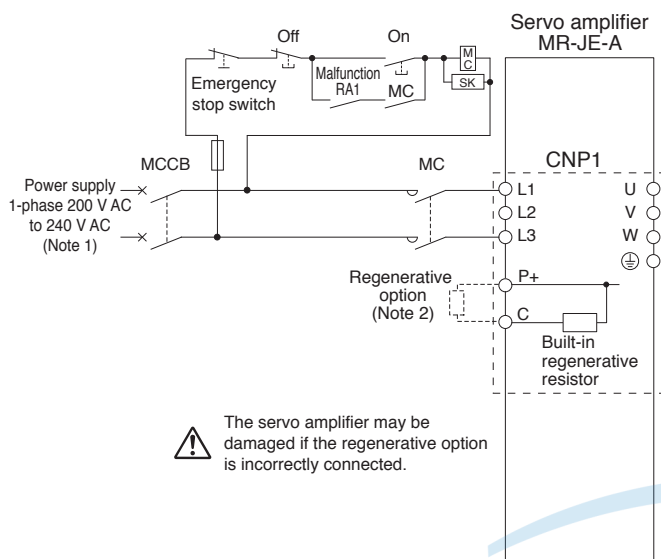 Servo amplifier
MR-JE-A
Off
On
M
C
SK
Malfunction
RA1
MC
Emergency
stop switch
MCCB
MC
CNP1
Power supply
1-phase 200 V AC
to 240 V AC
(Note 1)
L1
U
L2
V
L3
W
Regenerative
option
(Note 2)
P+
C
Built-in
regenerative
resistor
The servo amplifier may be
damaged if the regenerative option
is incorrectly connected.